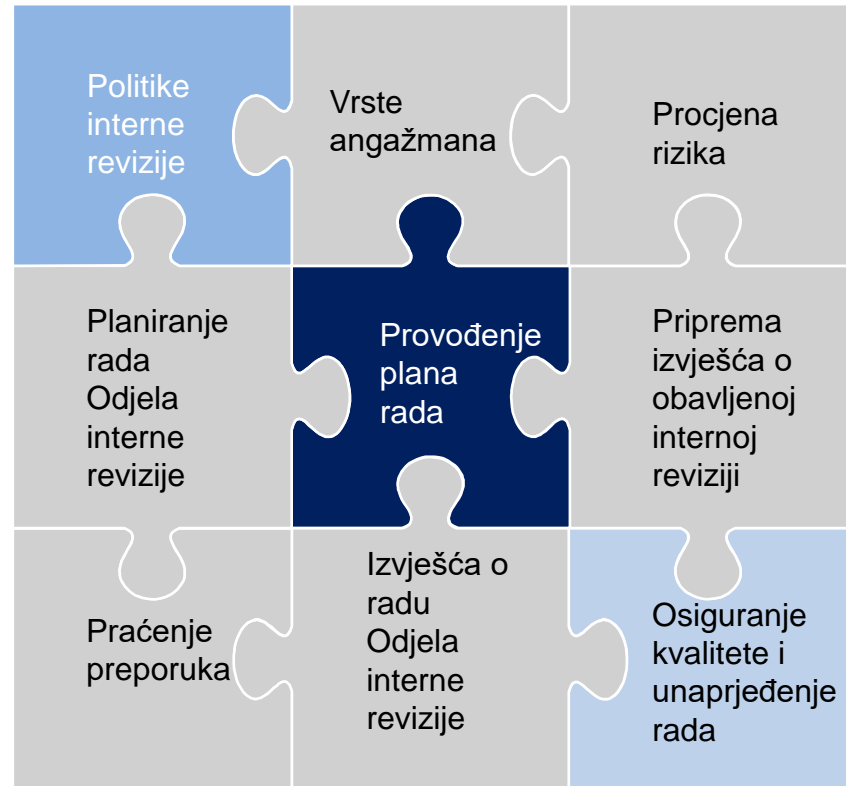 Politike
interne
revizije
Vrste
angažmana
Procjena
rizika
Planiranje
rada
Odjela
interne
revizije
Provođenje
plana
rada
Priprema
izvješća o
obavljenoj
internoj
reviziji
Praćenje
preporuka
Izvješća o
radu
Odjela
interne
revizije
Osiguranje
kvalitete i
unaprjeđenje
rada